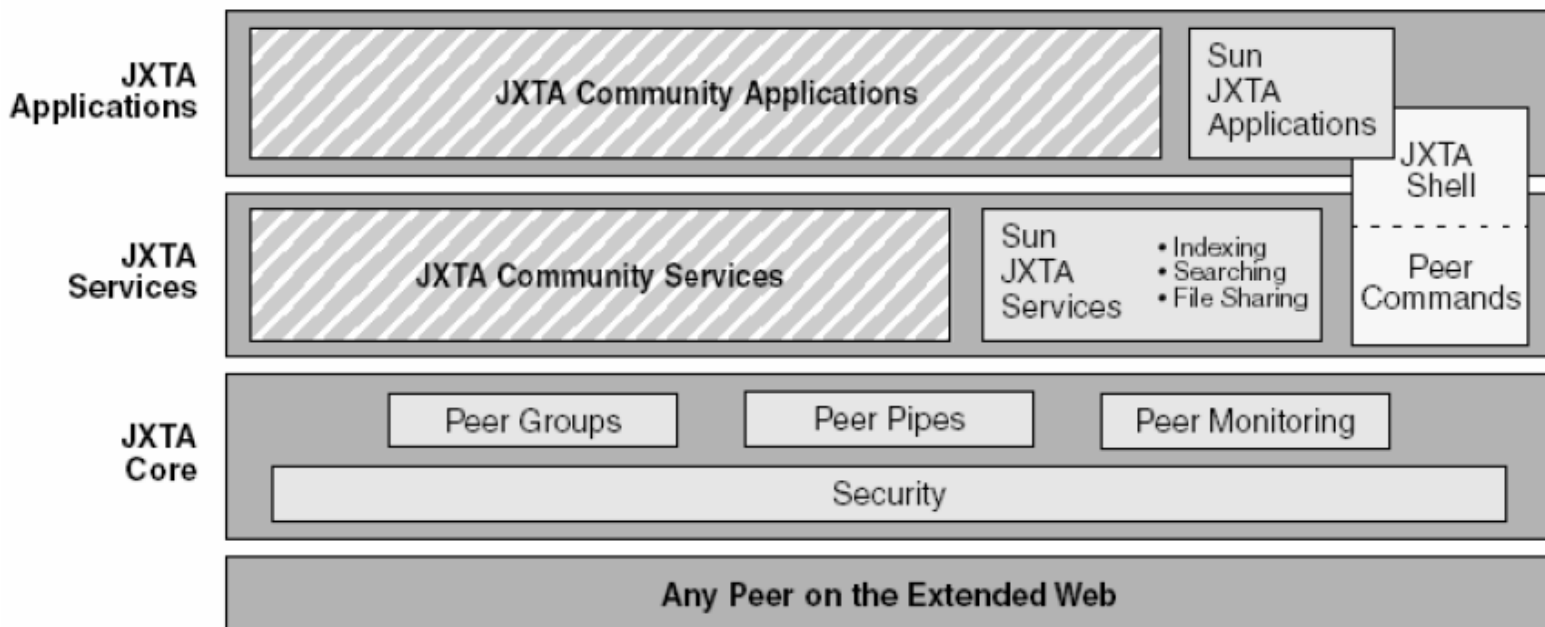 JXTA
Applications
JXTA Community Applications
Sun
JXTA
Applications
JXTA
Shell
Peer
Commands
JXTA
Services
JXTA Community Services
Sun
JXTA
Services
• Indexing
• Searching
• File Sharing
JXTA
Core
Peer Groups
Peer Pipes
Peer Monitoring
Security
Any Peer on the Extended Web